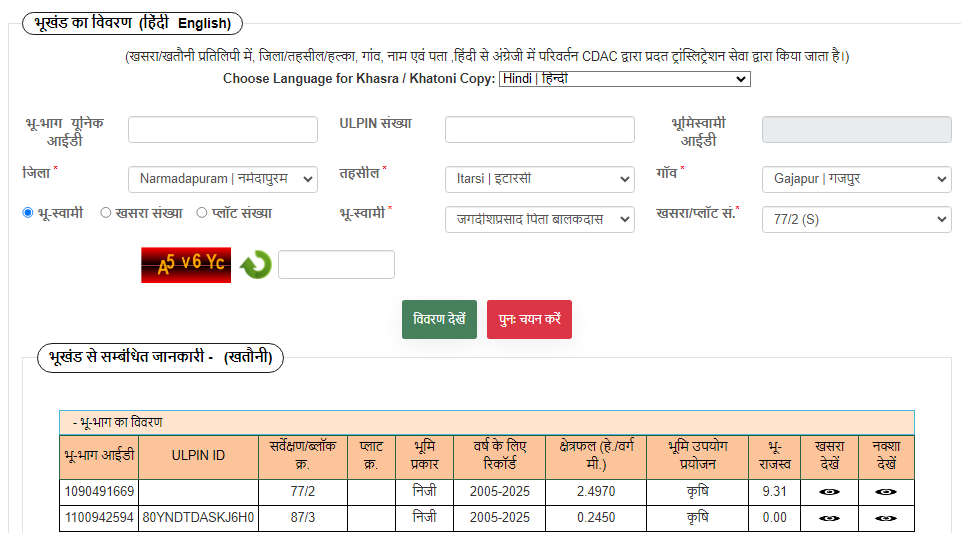 भूखंड का विवरण (हिंदी English)
(खसरा/खतौनी प्रतिलिपी में, जिला/तहसील/हल्का, गांव, नाम एवं पता ,हिंदी से अंग्रेजी में परिवर्तन CDAC द्वारा प्रदत ट्रांस्लिट्रेशन सेवा द्वारा किया जाता है।)
Choose Language for Khasra / Khatoni Copy: Hindi | हिन्दी
भू-भाग यूनिक आईडी ULPIN संख्या भूमिस्वामी आईडी
जिला * Narmadapuram | नर्मदापुरम तहसील * Itarsi | इटारसी गाँव * Gajapur | गजपुर
भू-स्वामी खसरा संख्या प्लॉट संख्या भू-स्वामी * जगदीशप्रसाद पिता बालकदास खसरा/प्लॉट सं.* 77/2 (S)
A5 v6 Yc
विवरण देखें पुनः चयन करें
भूखंड से सम्बंधित जानकारी - (खतौनी)
- भू-भाग का विवरण
भू-भाग आईडी ULPIN ID सर्वेक्षण/ब्लॉक क्र. प्लाट क्र. भूमि प्रकार वर्ष के लिए रिकॉर्ड क्षेत्रफल (हे./वर्ग मी.) भूमि उपयोग प्रयोजन भू-राजस्व खसरा देखें नक्शा देखें
1090491669 77/2 निजी 2005-2025 2.4970 कृषि 9.31
1100942594 80YNDTDASKJ6H0 87/3 निजी 2005-2025 0.2450 कृषि 0.00